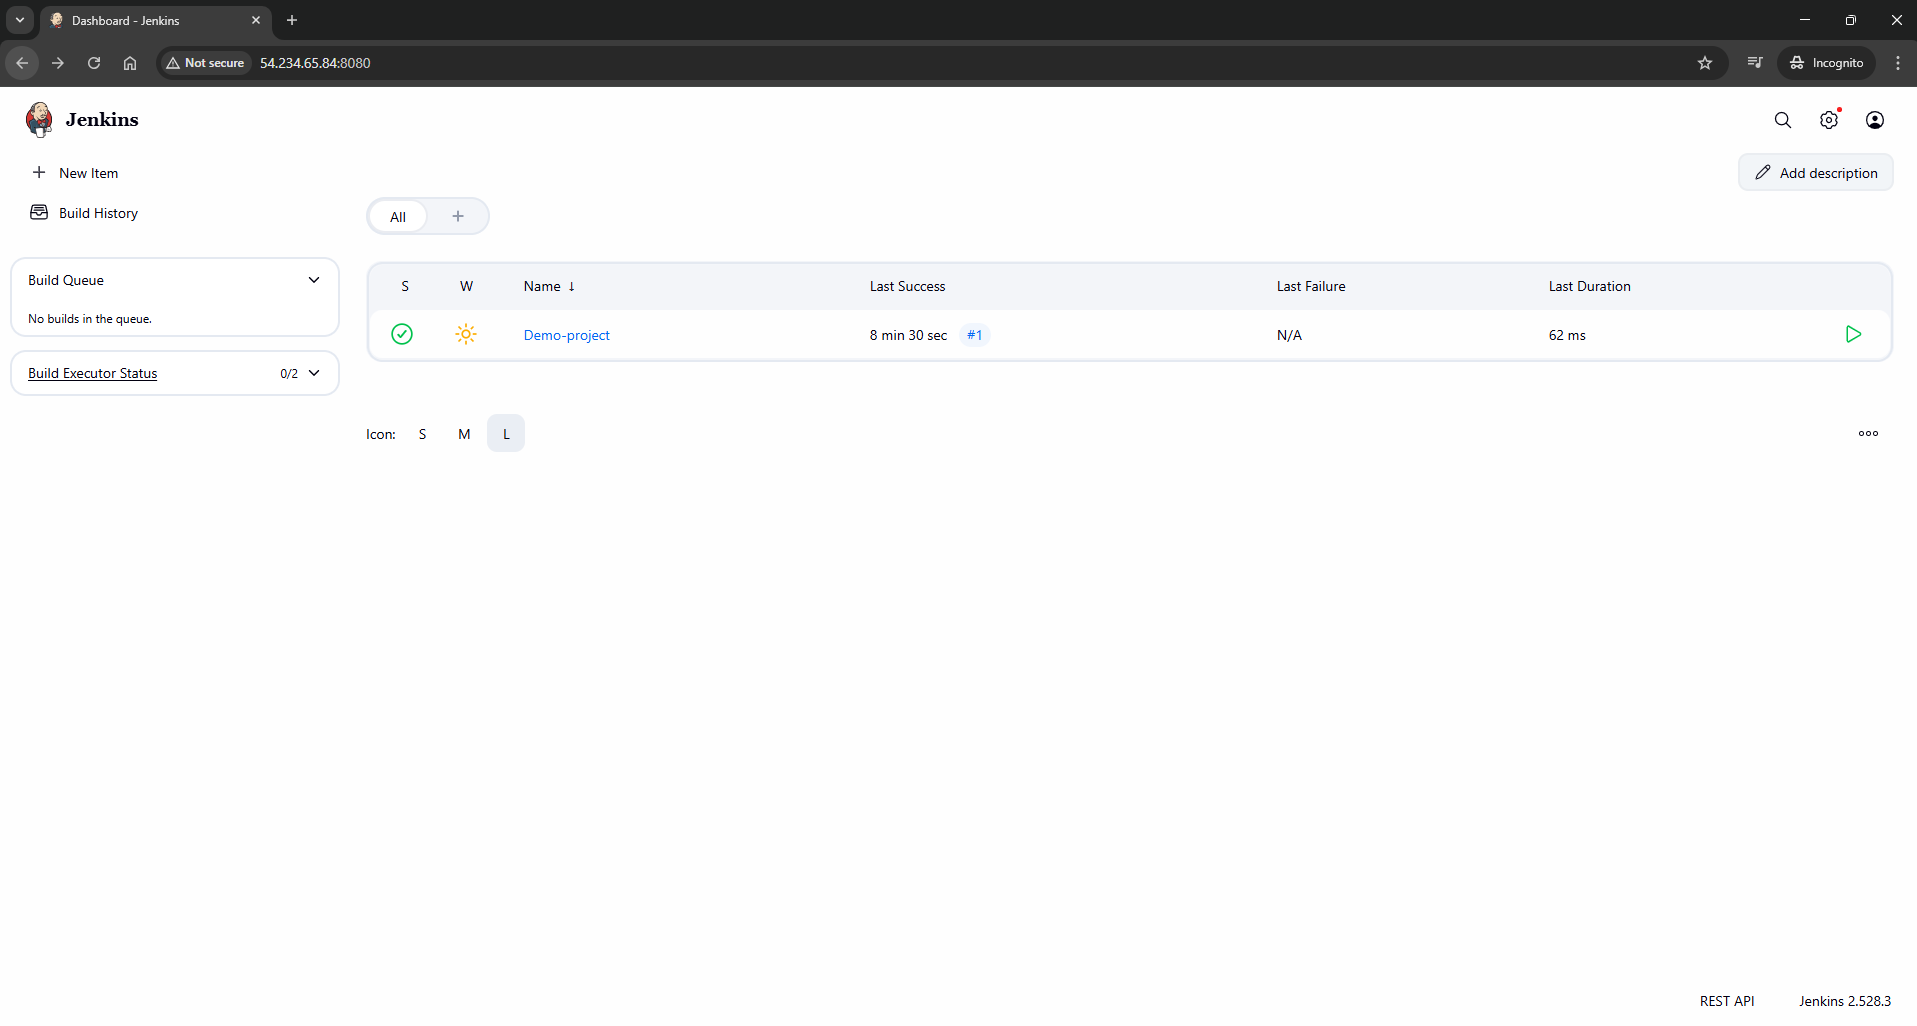 Dashboard - Jenkins
Not secure 54.234.65.84:8080 Incognito
Jenkins
New Item
Add description
Build History
All +
Build Queue
No builds in the queue.
Build Executor Status 0/2
S W Name ↓ Last Success Last Failure Last Duration
Demo-project 8 min 30 sec #1 N/A 62 ms
Icon: S M L
REST API Jenkins 2.528.3